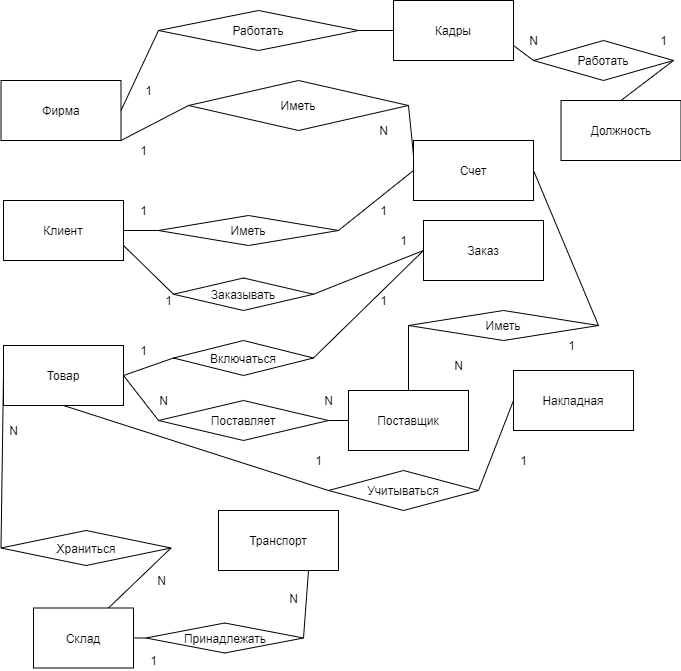 Работать
Кадры
N
1
Работать
1
Фирма
Иметь
N
Должность
1
Счет
1
1
Клиент
Иметь
1
Заказ
Заказывать
1
1
Иметь
1
1
Включаться
N
Товар
N
N
Накладная
Поставляет
Поставщик
N
1
1
Учитываться
Транспорт
Храниться
N
N
Склад
Принадлежать
1